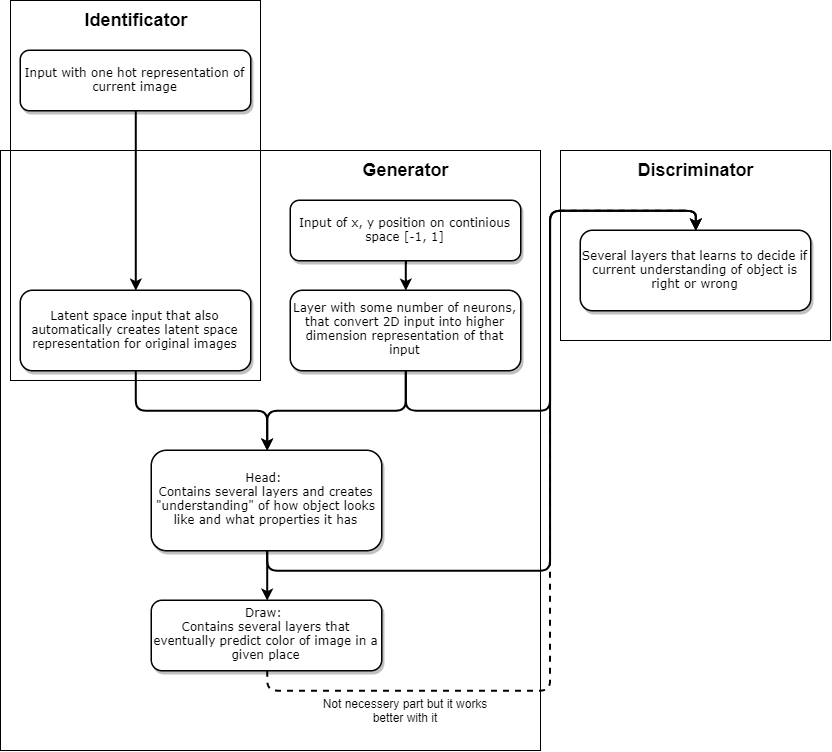 Identificator
Input with one hot representation of
current image
Generator
Discriminator
Input of x, y position on continious
space [-1, 1]
Several layers that learns to decide if
current understanding of object is
right or wrong
Latent space input that also
automatically creates latent space
representation for original images
Layer with some number of neurons,
that convert 2D input into higher
dimension representation of that
input
Head:
Contains several layers and creates
"understanding" of how object looks
like and what properties it has
Draw:
Contains several layers that
eventually predict color of image in a
given place
Not necessery part but it works
better with it